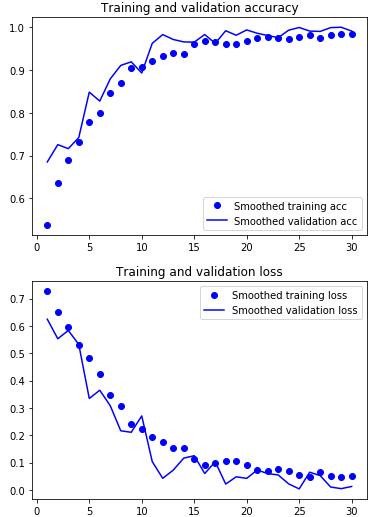 Training and validation accuracy
1.0
0.9
0.8
0.7
0.6
Smoothed training acc
Smoothed validation acc
0 5 10 15 20 25 30
Training and validation loss
0.7
0.6
0.5
0.4
0.3
0.2
0.1
0.0
Smoothed training loss
Smoothed validation loss
0 5 10 15 20 25 30